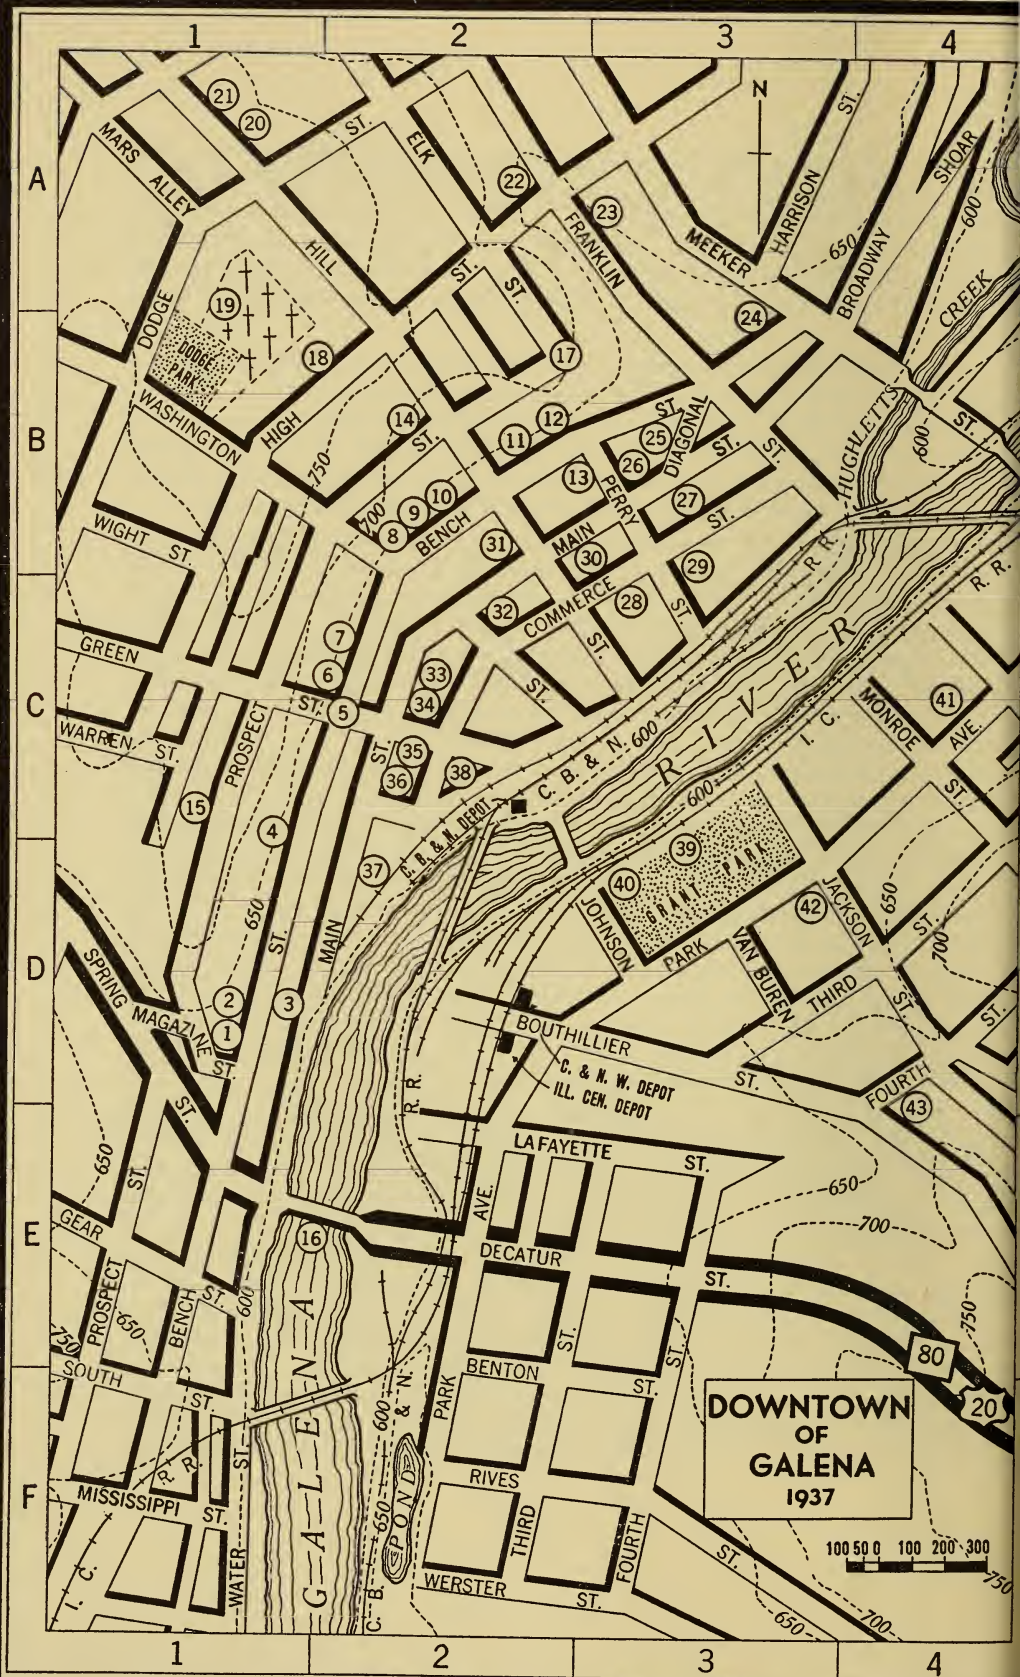 1 2 3 4
A
B
C
D
E
F
N
21
20
ST.
ELK
MARS
ALLEY
22
23
FRANKLIN
MEEKER
HARRISON
ST.
650
BROADWAY
SHOAR
600
CREEK
HILL
ST.
ST.
19
DODGE
DODGE
PARK
18
24
17
WASHINGTON
HIGH
750
14
ST.
12
11
ST.
25
DIAGONAL
26
ST.
ST.
HUGHLETTS
600
ST.
13
PERRY
27
ST.
700
10
9
8
BENCH
31
MAIN
30
29
R. R.
R. R.
WIGHT ST.
COMMERCE
32
28
ST.
ST.
ST.
GREEN
7
6
ST.
5
33
34
WARREN
ST.
PROSPECT
ST.
35
36
38
C. B. & N.
600
RIVER
600
I. C.
MONROE
41
AVE.
ST.
15
4
C. B. & N. DEPOT
37
39
40
GRANT PARK
42
JACKSON
650
ST.
700
ST.
650
ST.
MAIN
JOHNSON
PARK
VAN BUREN
THIRD
ST.
SPRING
MAGAZINE
ST.
2
1
3
BOUTHILLIER
ST.
C. & N. W. DEPOT
ILL. CEN. DEPOT
R. R.
FOURTH
43
ST.
650
ST.
LA FAYETTE
ST.
650
700
GEAR
16
AVE.
DECATUR
ST.
PROSPECT
650
BENCH
ST.
600
750
750
SOUTH
ST.
ST.
BENTON
ST.
ST.
80
20
GALENA
PARK
600
C. B. & N.
650
POND
R. R.
ST.
MISSISSIPPI
ST.
WATER
I. C.
RIVES
THIRD
FOURTH
ST.
WERSTER
ST.
650
700
750
DOWNTOWN
OF
GALENA
1937
100 50 0 100 200 300
1 2 3 4